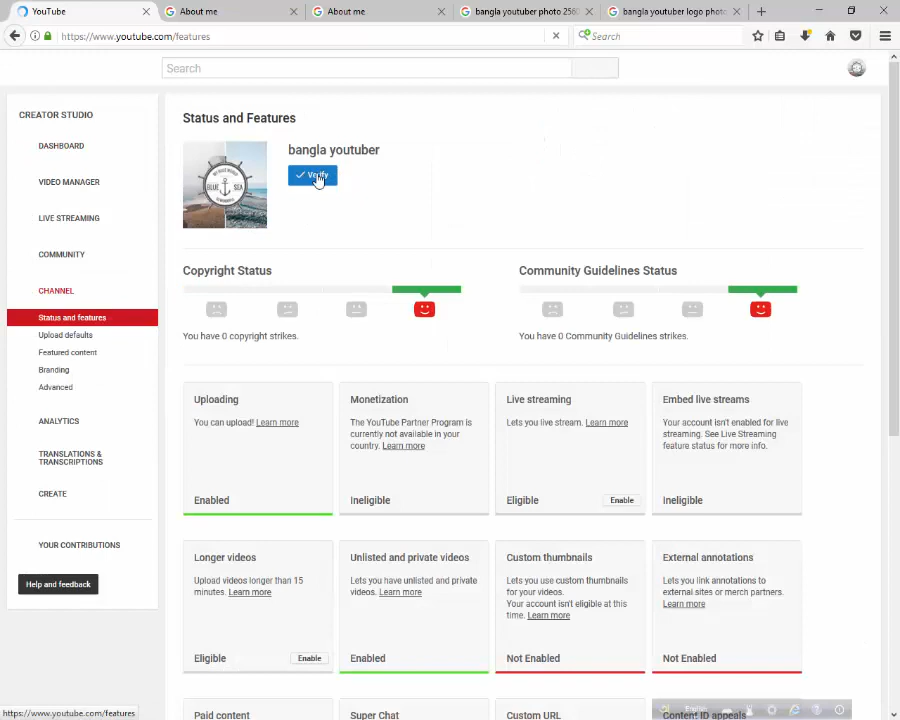 YouTube
About me
About me
bangla youtuber photo 2560
bangla youtuber logo photo
https://www.youtube.com/features
Search
Search
CREATOR STUDIO
DASHBOARD
VIDEO MANAGER
LIVE STREAMING
COMMUNITY
CHANNEL
Status and features
Upload defaults
Featured content
Branding
Advanced
ANALYTICS
TRANSLATIONS &
TRANSCRIPTIONS
CREATE
YOUR CONTRIBUTIONS
Help and feedback
Status and Features
bangla youtuber
Verify
BLUE SEA
Copyright Status
You have 0 copyright strikes.
Community Guidelines Status
You have 0 Community Guidelines strikes.
Uploading
You can upload! Learn more
Enabled
Monetization
The YouTube Partner Program is
currently not available in your
country. Learn more
Ineligible
Live streaming
Lets you live stream. Learn more
Eligible
Enable
Embed live streams
Your account isn't enabled for live
streaming. See Live Streaming
feature status for more info.
Ineligible
Longer videos
Upload videos longer than 15
minutes. Learn more
Eligible
Enable
Unlisted and private videos
Lets you have unlisted and private
videos. Learn more
Enabled
Custom thumbnails
Lets you use custom thumbnails
for your videos.
Your account isn't eligible at this
time. Learn more
Not Enabled
External annotations
Lets you link annotations to
external sites or merch partners.
Learn more
Not Enabled
Paid content
Super Chat
Custom URL
Content ID appeals
English
https://www.youtube.com/features